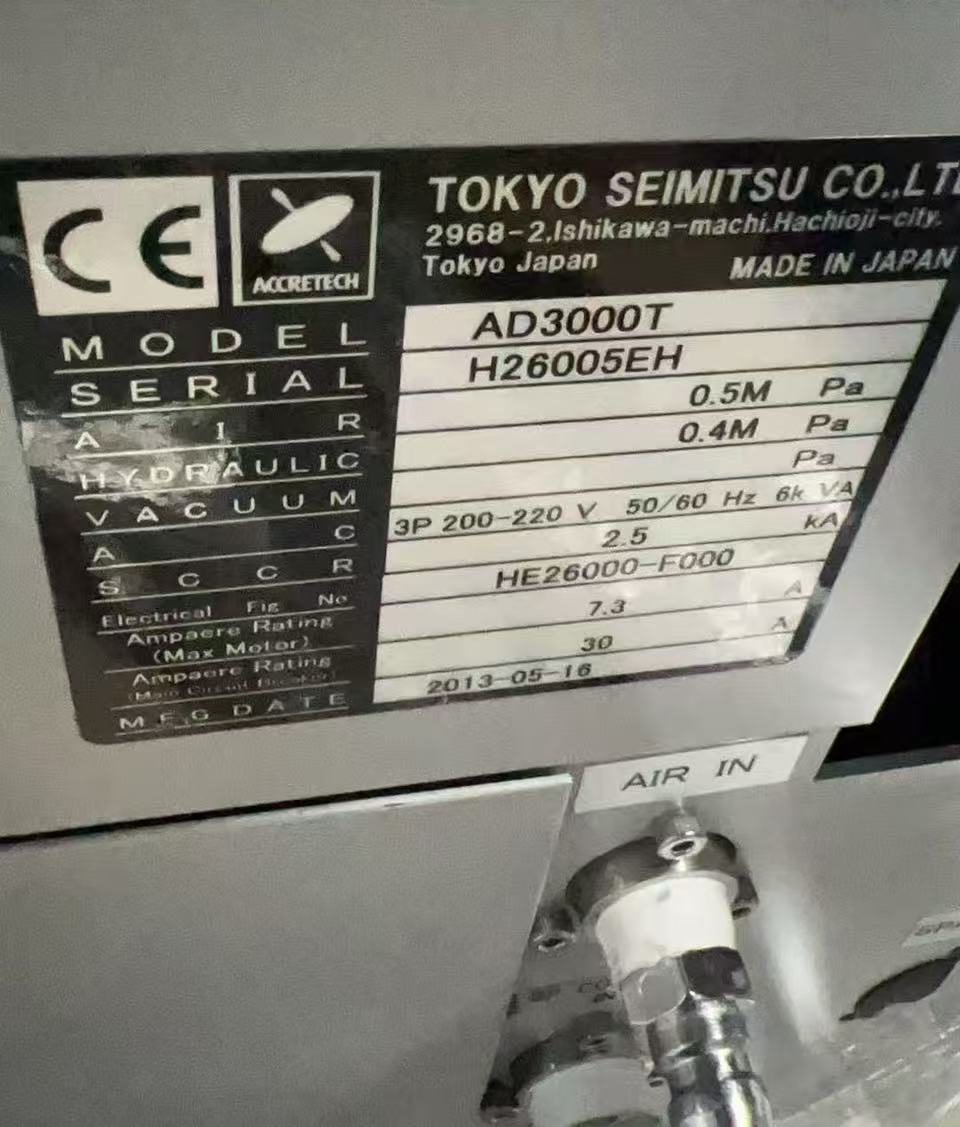 CE
ACCRETECH
TOKYO SEIMITSU CO.,LT
2968-2,Ishikawa-machi,Hachioji-city,
Tokyo Japan
MADE IN JAPAN
MODEL AD3000T
SERIAL H26005EH
AIR 0.5M Pa
HYDRAULIC 0.4M Pa
VACUUM Pa
AC 3P 200-220 V 50/60 Hz 6k VA
S.CCR 2.5 kA
Electrical Fig No HE26000-F000
Ampaere Rating
(Max Motor) 7.3 A
Ampaere Rating
(Main Circuit Breaker) 30 A
MFG DATE 2013-05-16
AIR IN